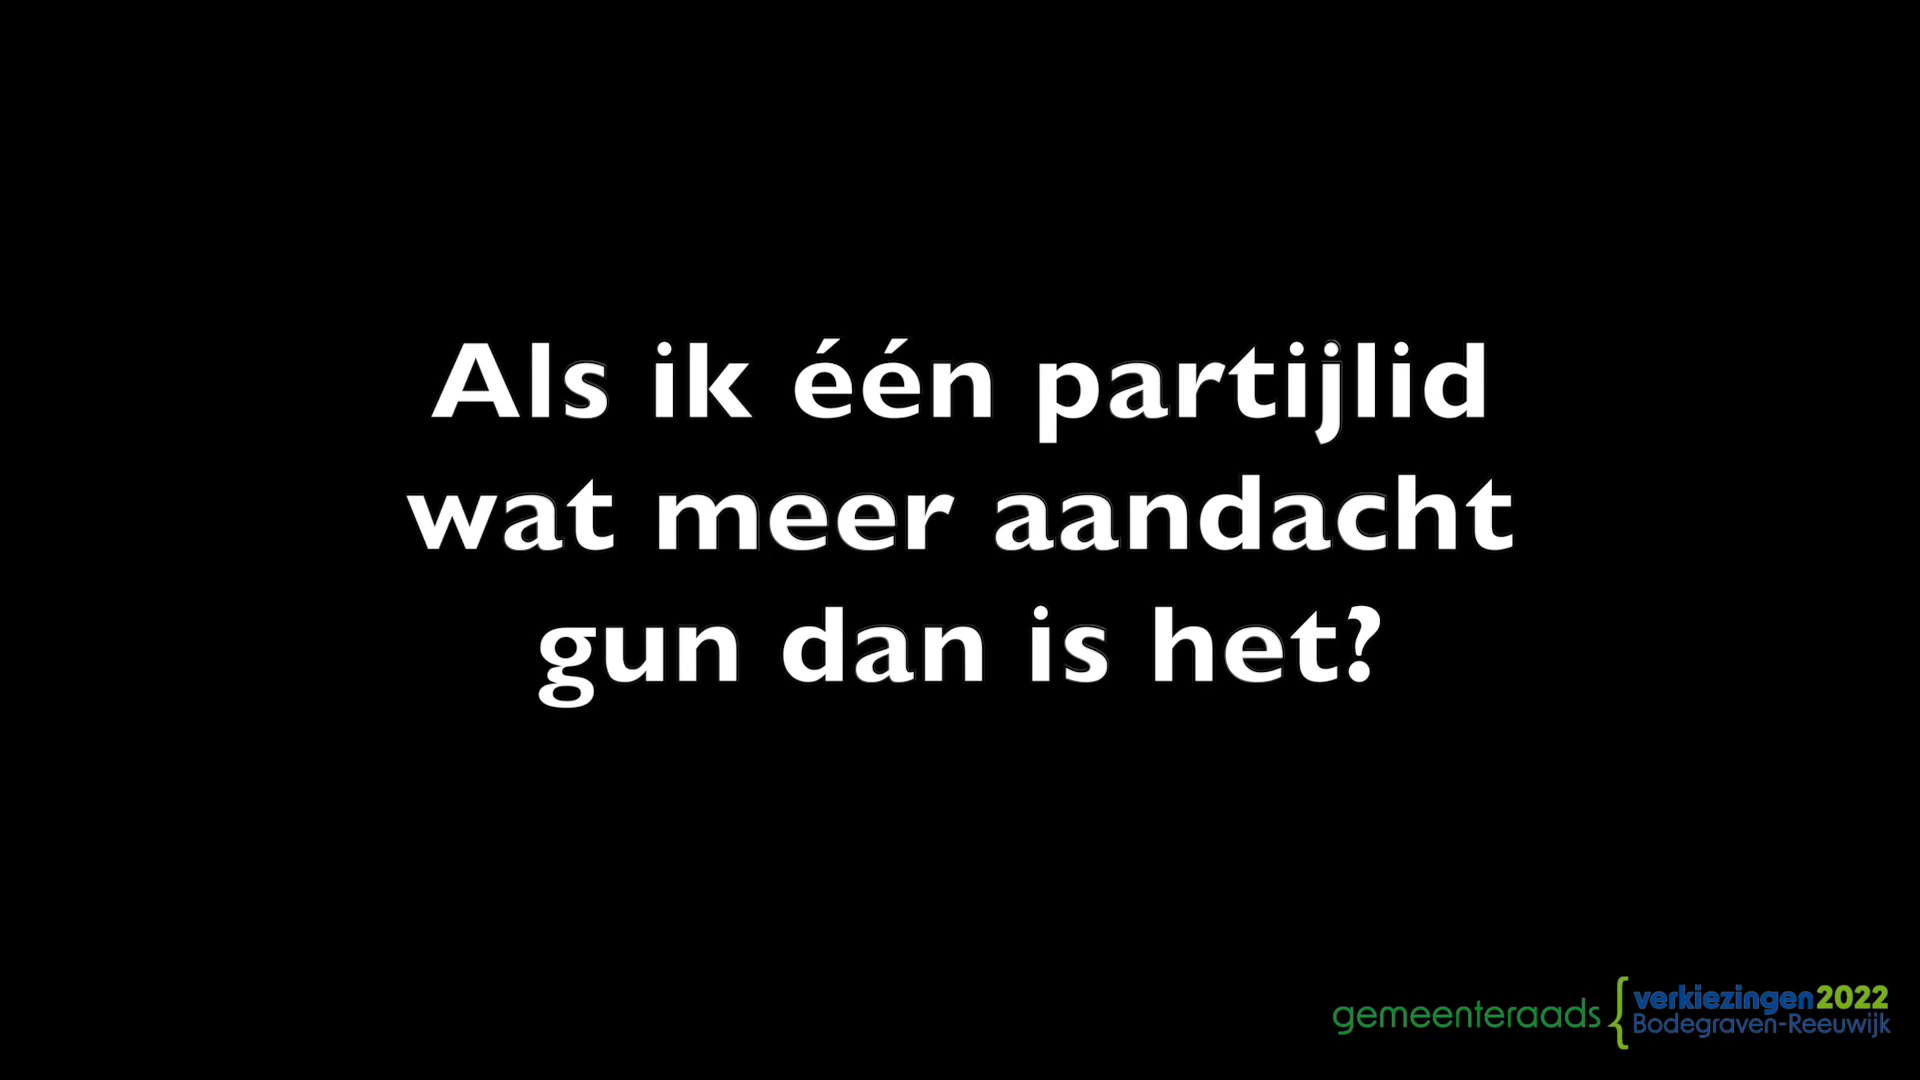 Als ik één partijlid
wat meer aandacht
gun dan is het?
gemeenteraads{verkiezingen2022
Bodegraven-Reeuwijk